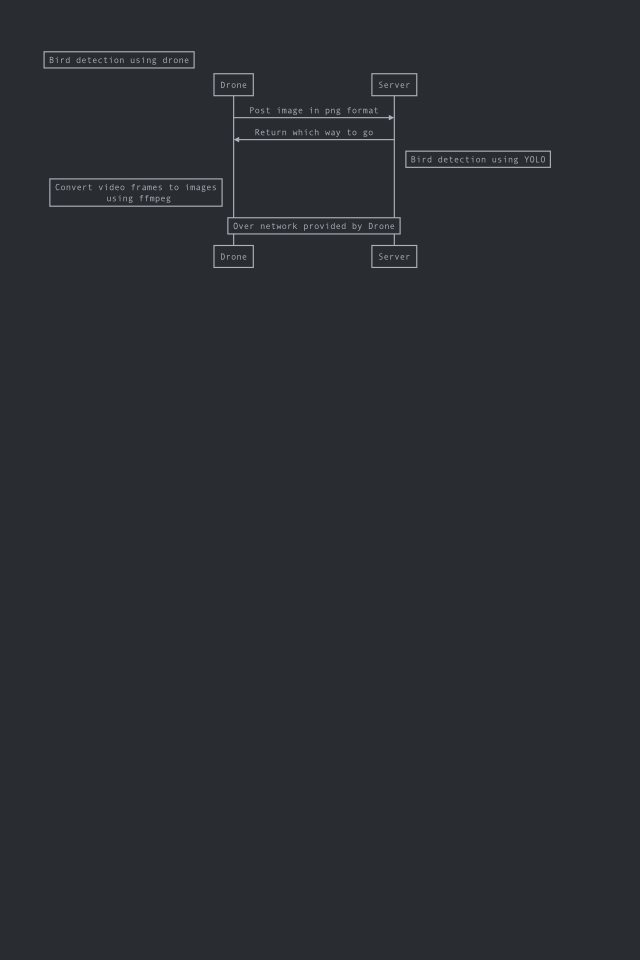 Bird detection using drone
Drone
Server
Post image in png format
Return which way to go
Bird detection using YOLO
Convert video frames to images
using ffmpeg
Over network provided by Drone
Drone
Server